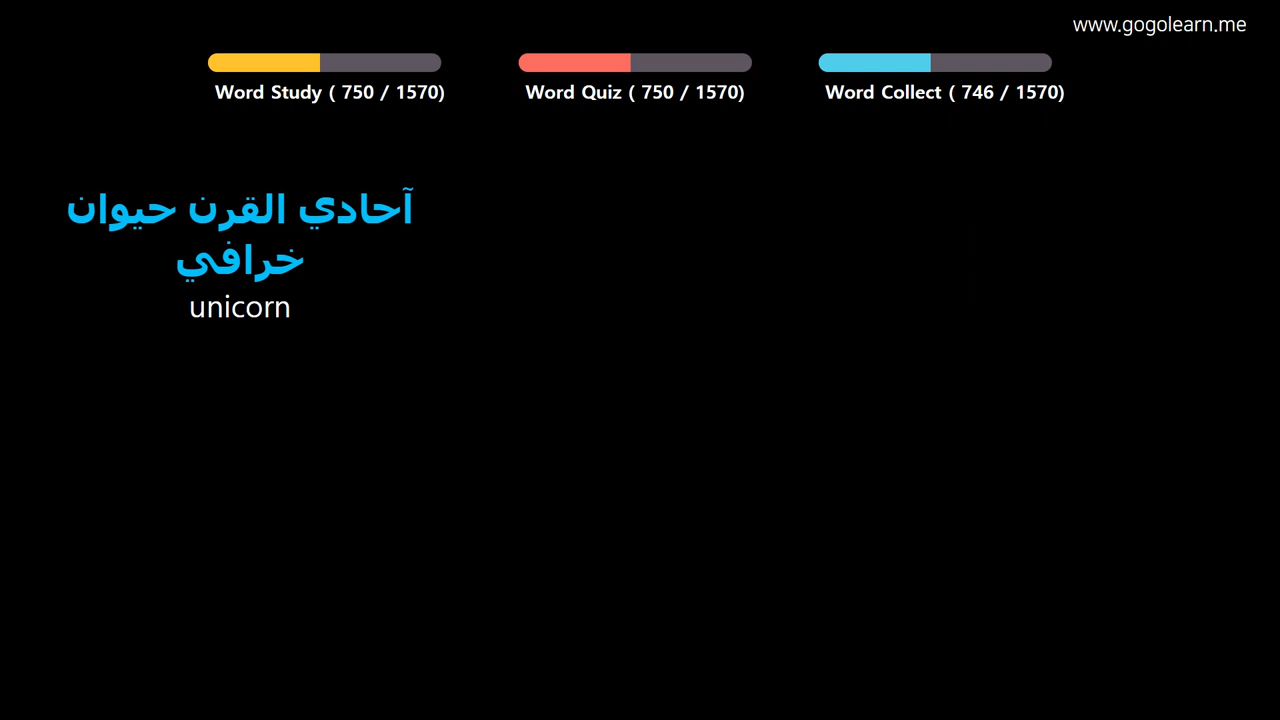 www.gogolearn.me
Word Study ( 750 / 1570)
Word Quiz ( 750 / 1570)
Word Collect ( 746 / 1570)
آحادي القرن حيوان
خرافي
unicorn